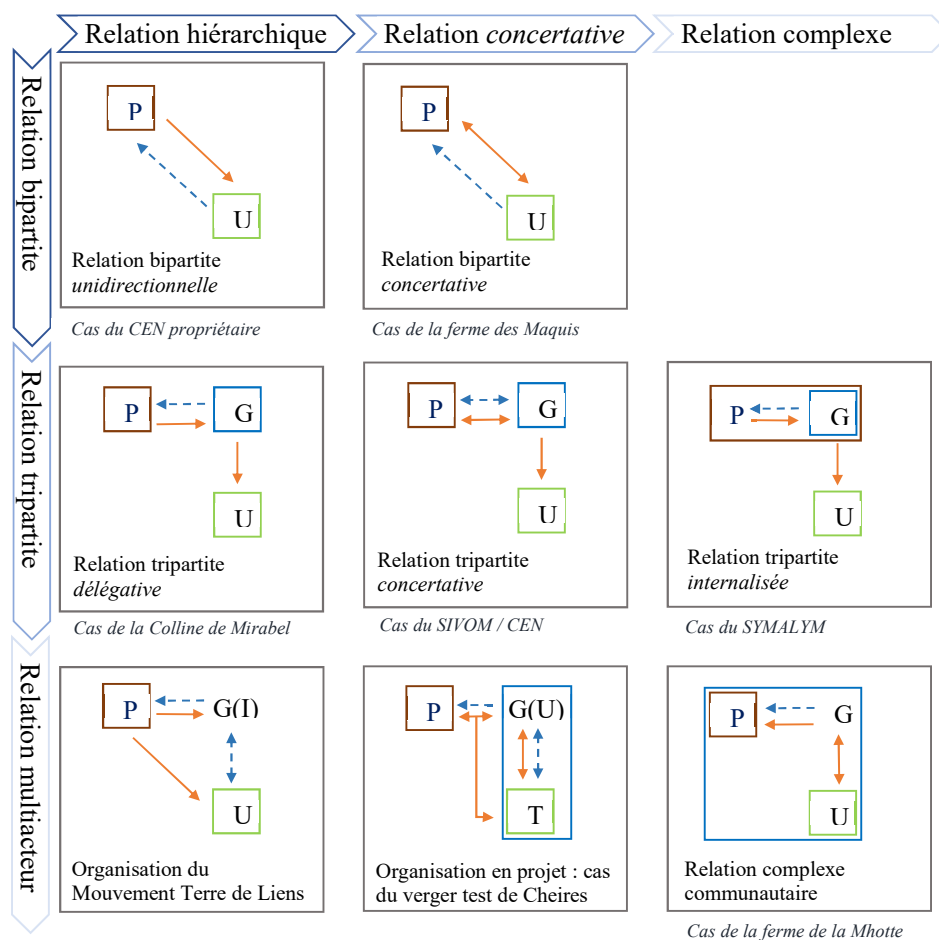 Relation hiérarchique
Relation concertative
Relation complexe
Relation bipartite
P
U
Relation bipartite
unidirectionnelle
Cas du CEN propriétaire
P
U
Relation bipartite
concertative
Cas de la ferme des Maquis
Relation tripartite
P
G
U
Relation tripartite
délégative
Cas de la Colline de Mirabel
P
G
U
Relation tripartite
concertative
Cas du SIVOM / CEN
P
G
U
Relation tripartite
internalisée
Cas du SYMALYM
Relation multiacteur
P
G(I)
U
Organisation du
Mouvement Terre de Liens
P
G(U)
T
Organisation en projet : cas
du verger test de Cheires
P
G
U
Relation complexe
communautaire
Cas de la ferme de la Mhotte